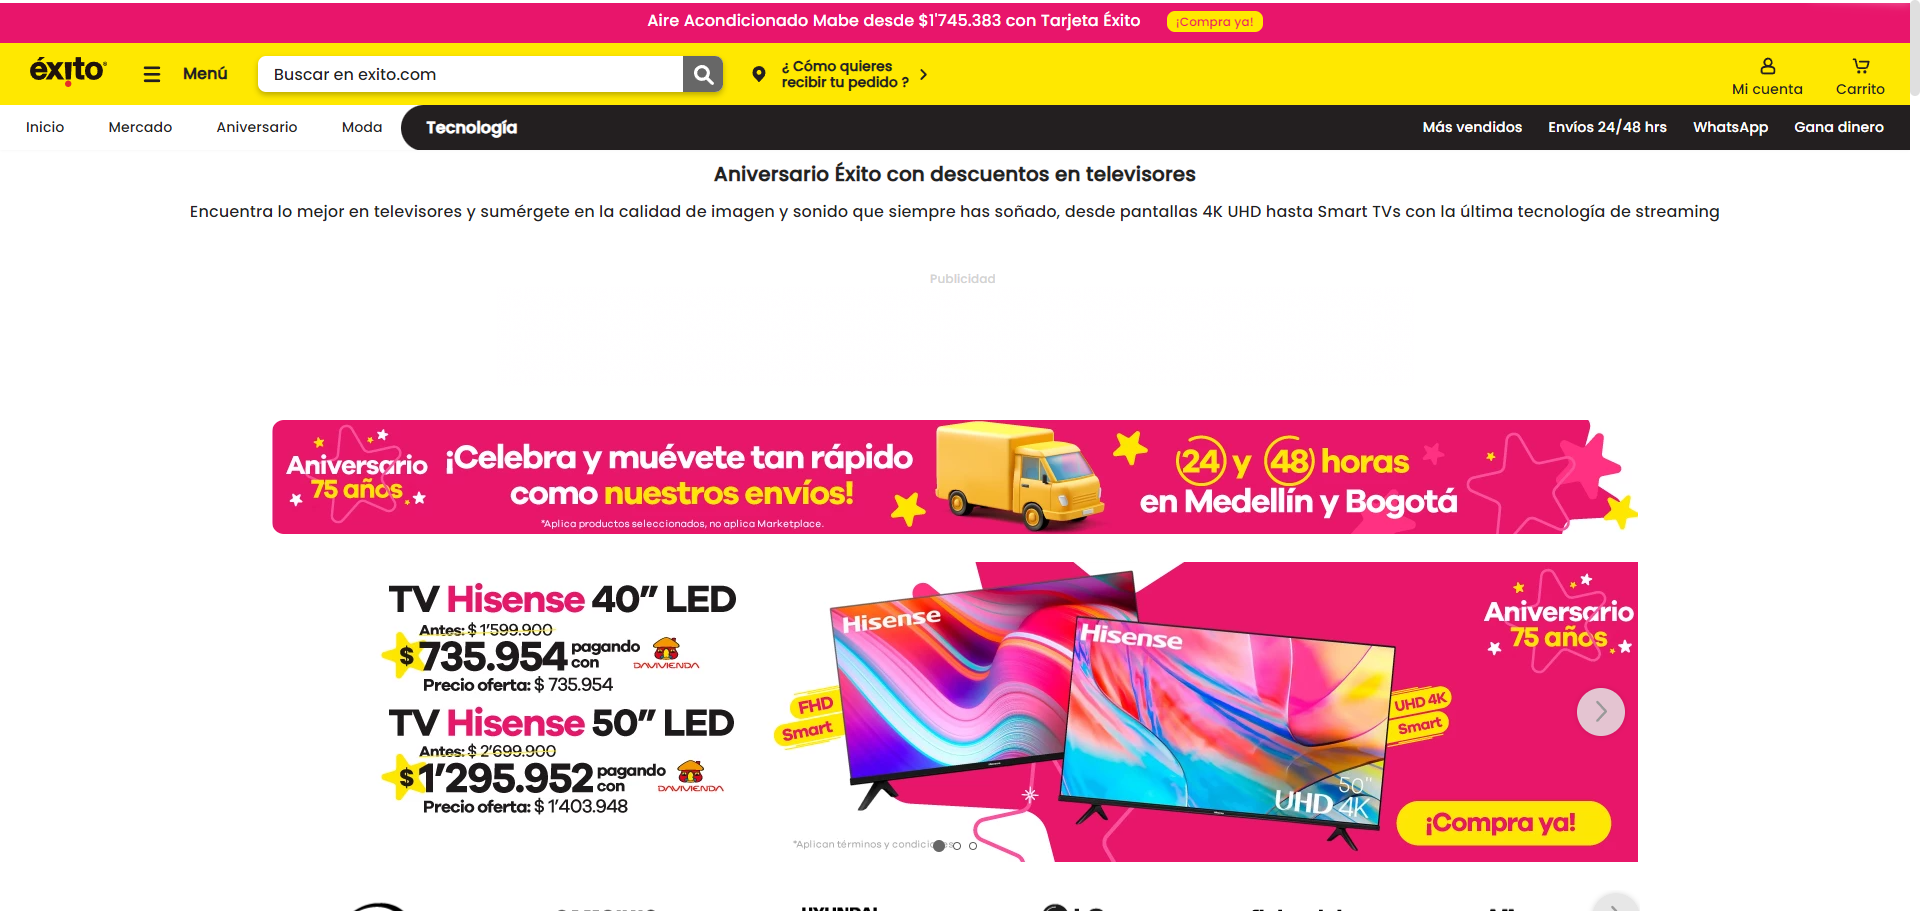 Aire Acondicionado Mabe desde $1'745.383 con Tarjeta Éxito
¡Compra ya!
éxito
Menú
Buscar en exito.com
¿ Cómo quieres
recibir tu pedido ?
Mi cuenta
Carrito
Inicio
Mercado
Aniversario
Moda
Tecnología
Más vendidos
Envíos 24/48 hrs
WhatsApp
Gana dinero
Aniversario Éxito con descuentos en televisores
Encuentra lo mejor en televisores y sumérgete en la calidad de imagen y sonido que siempre has soñado, desde pantallas 4K UHD hasta Smart TVs con la última tecnología de streaming
Publicidad
Aniversario
75 años
¡Celebra y muévete tan rápido
como nuestros envíos!
*Aplica productos seleccionados, no aplica Marketplace.
24 y 48 horas
en Medellín y Bogotá
TV Hisense 40" LED
Antes: $ 1'599.900
$ 735.954 pagando
con
DAVIVIENDA
Precio oferta: $ 735.954
TV Hisense 50" LED
Antes: $ 2'699.900
$ 1'295.952 pagando
con
DAVIVIENDA
Precio oferta: $ 1'403.948
Hisense
Hisense
FHD
Smart
UHD 4K
Smart
50"
UHD 4K
Aniversario
75 años
¡Compra ya!
*Aplican términos y
HYUNDAI